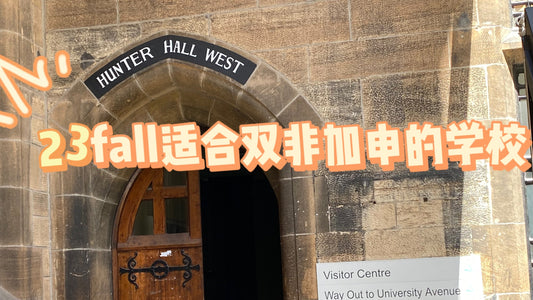 HUNTER HALL WEST
23fall适合双非加申的学校
Visitor Centre
Way Out to University Avenue